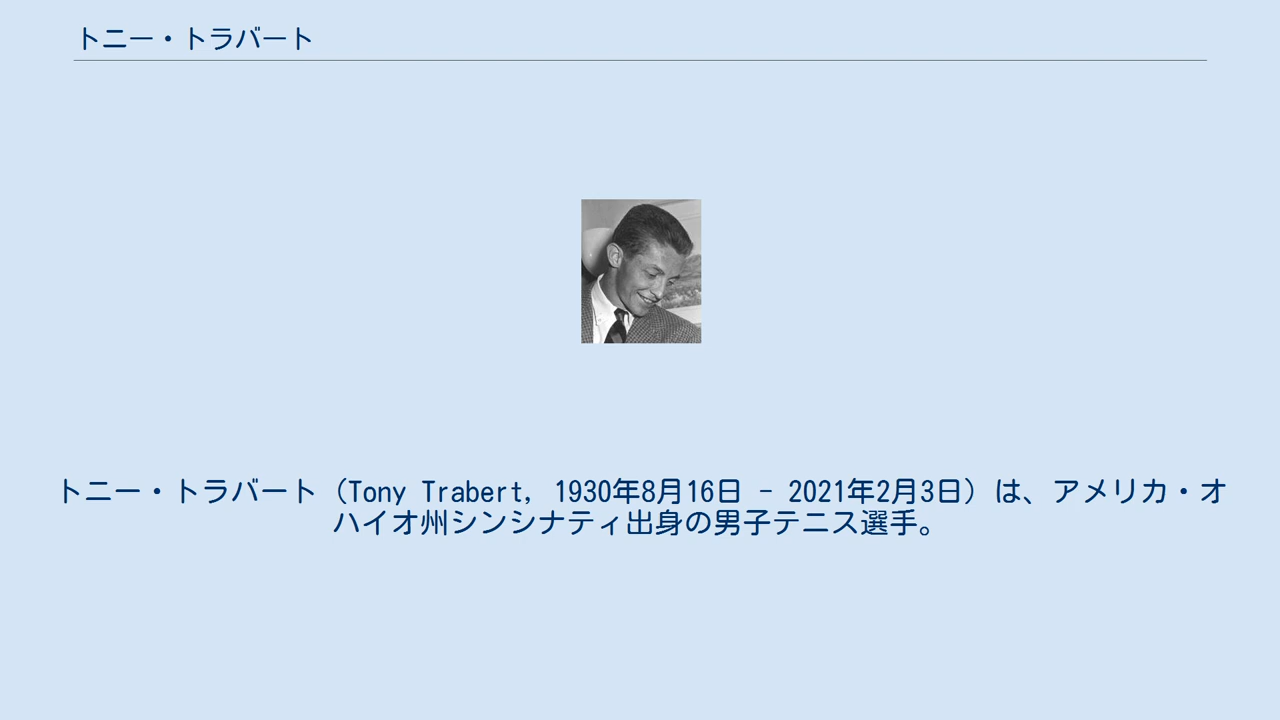 トニー・トラバート
トニー・トラバート（Tony Trabert, 1930年8月16日 - 2021年2月3日）は、アメリカ・オ
ハイオ州シンシナティ出身の男子テニス選手。